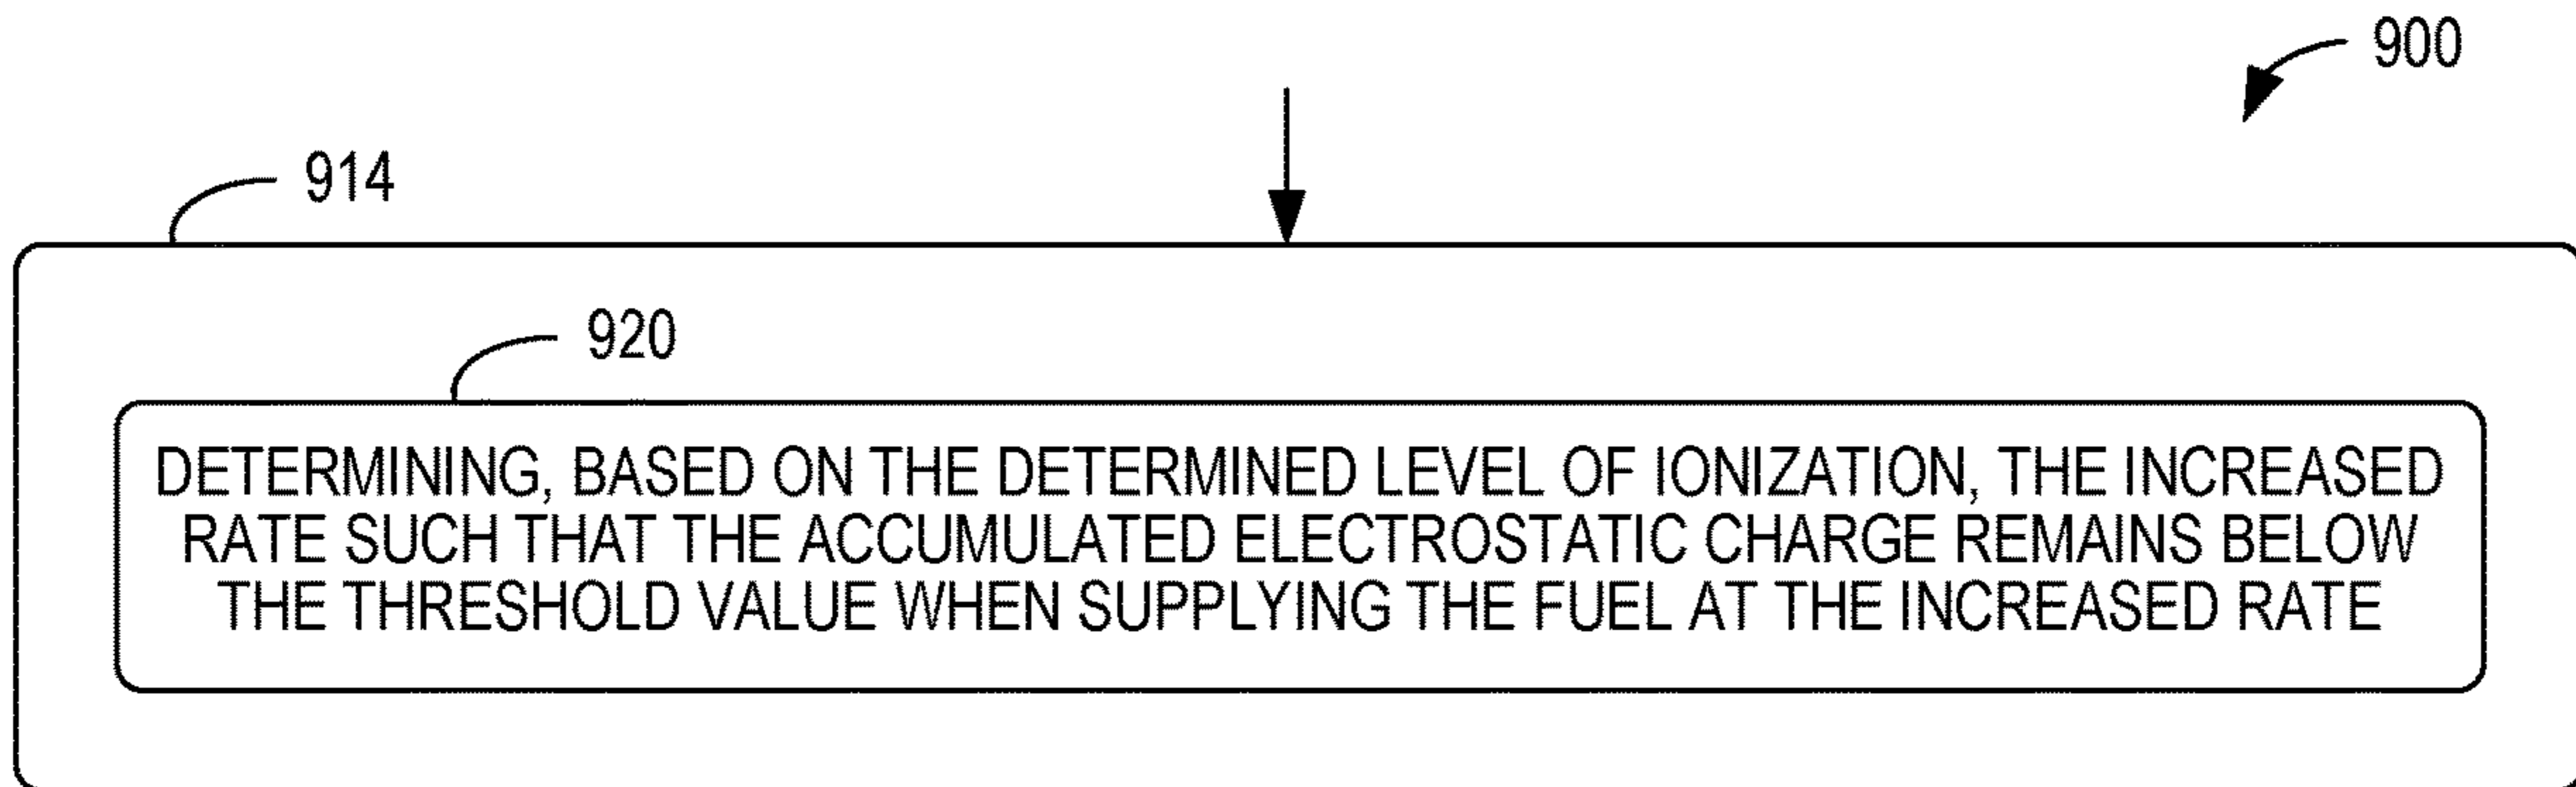 900
914
920
DETERMINING, BASED ON THE DETERMINED LEVEL OF IONIZATION, THE INCREASED
RATE SUCH THAT THE ACCUMULATED ELECTROSTATIC CHARGE REMAINS BELOW
THE THRESHOLD VALUE WHEN SUPPLYING THE FUEL AT THE INCREASED RATE